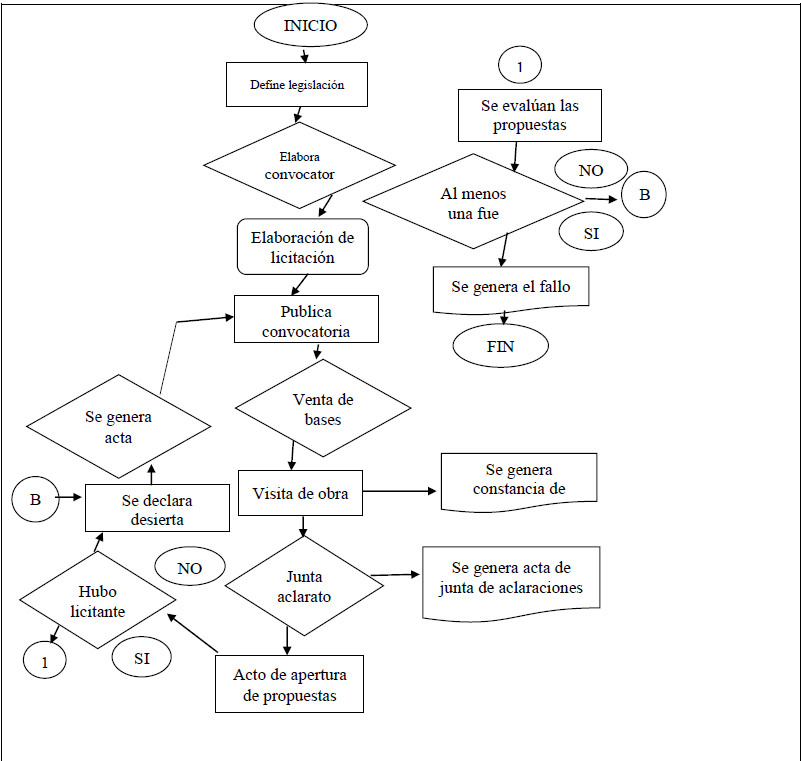 INICIO
Define legislación
Elabora
convocator
Elaboración de
licitación
Publica
convocatoria
Venta de
bases
Visita de obra
Se genera
constancia de
Junta
aclarato
Se genera acta de
junta de aclaraciones
Acto de apertura
de propuestas
Hubo
licitante
NO
SI
1
Se declara
desierta
B
Se genera
acta
1
Se evalúan las
propuestas
Al menos
una fue
NO
B
SI
Se genera el fallo
FIN